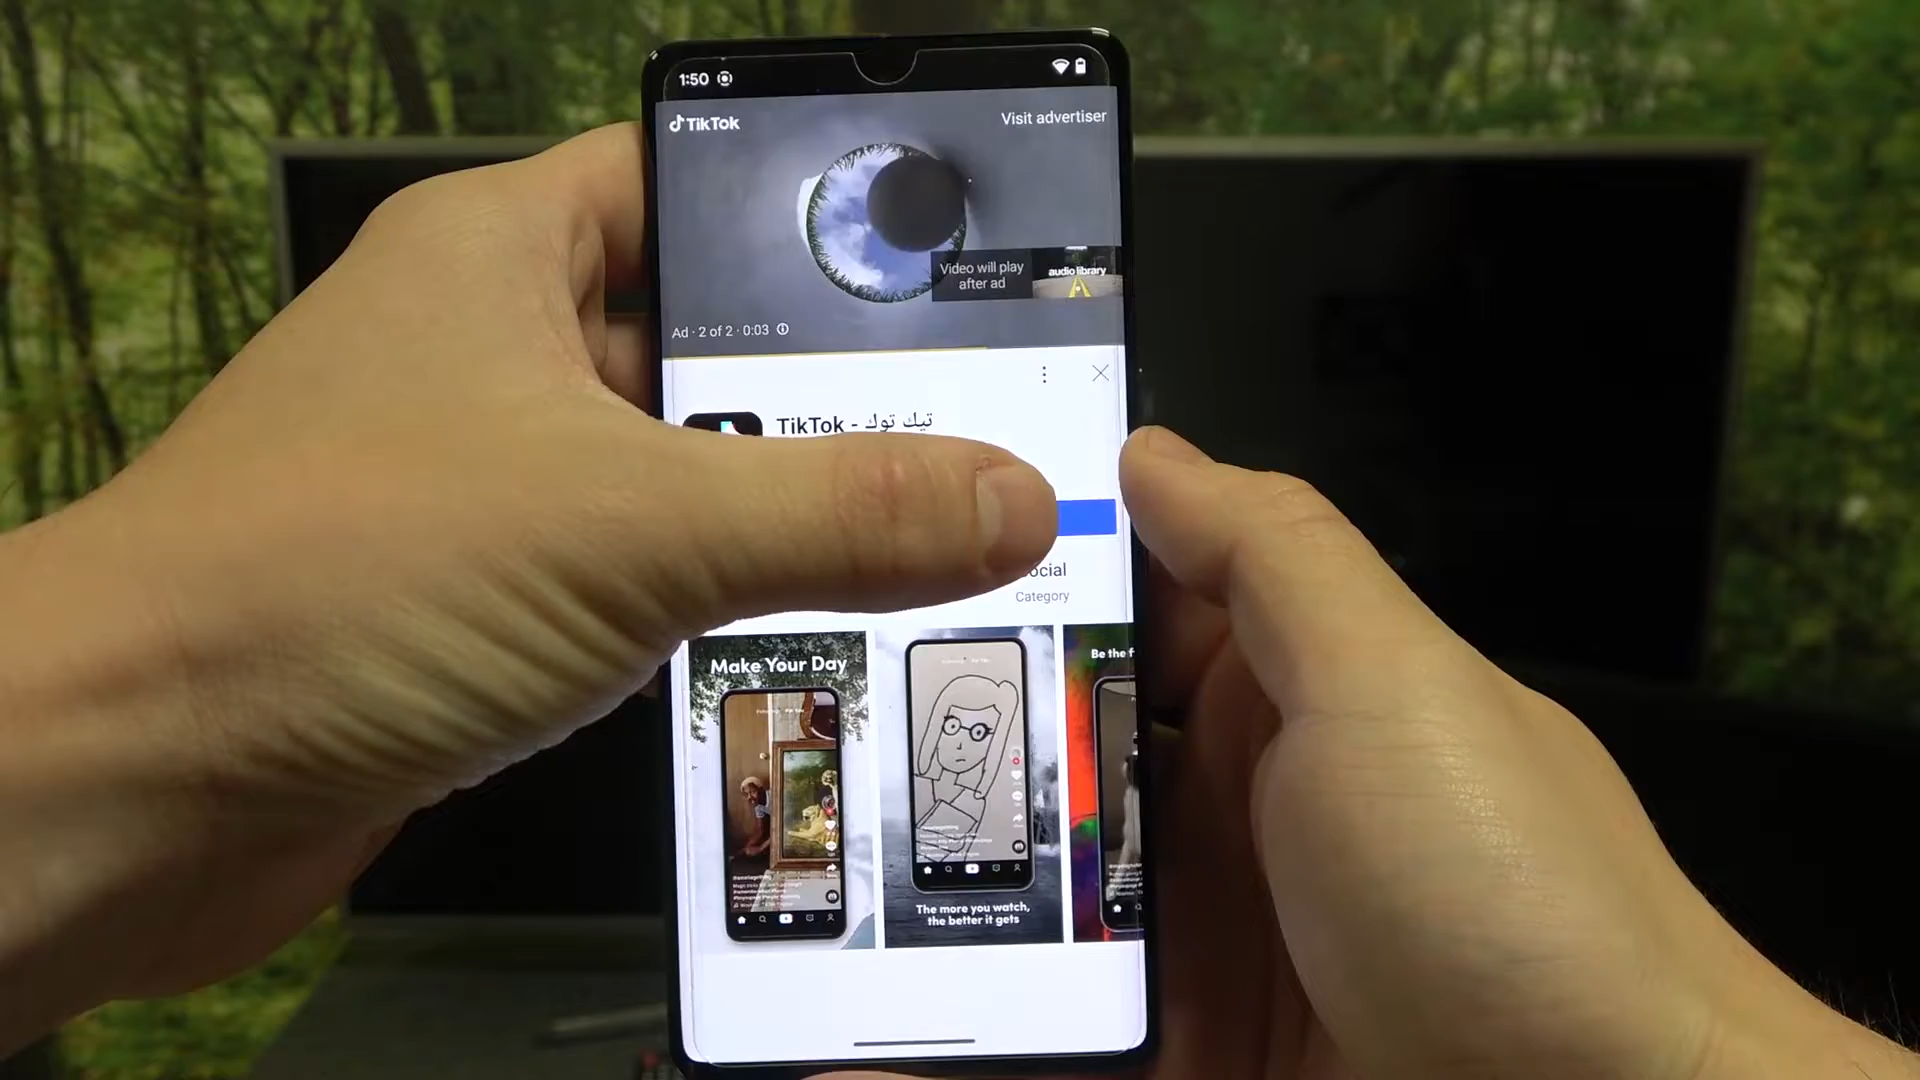 1:50
TikTok
Visit advertiser
Video will play
after ad
audio library
Ad · 2 of 2 · 0:03
TikTok - تيك توك
ocial
Category
Make Your Day
Be the f
The more you watch,
the better it gets